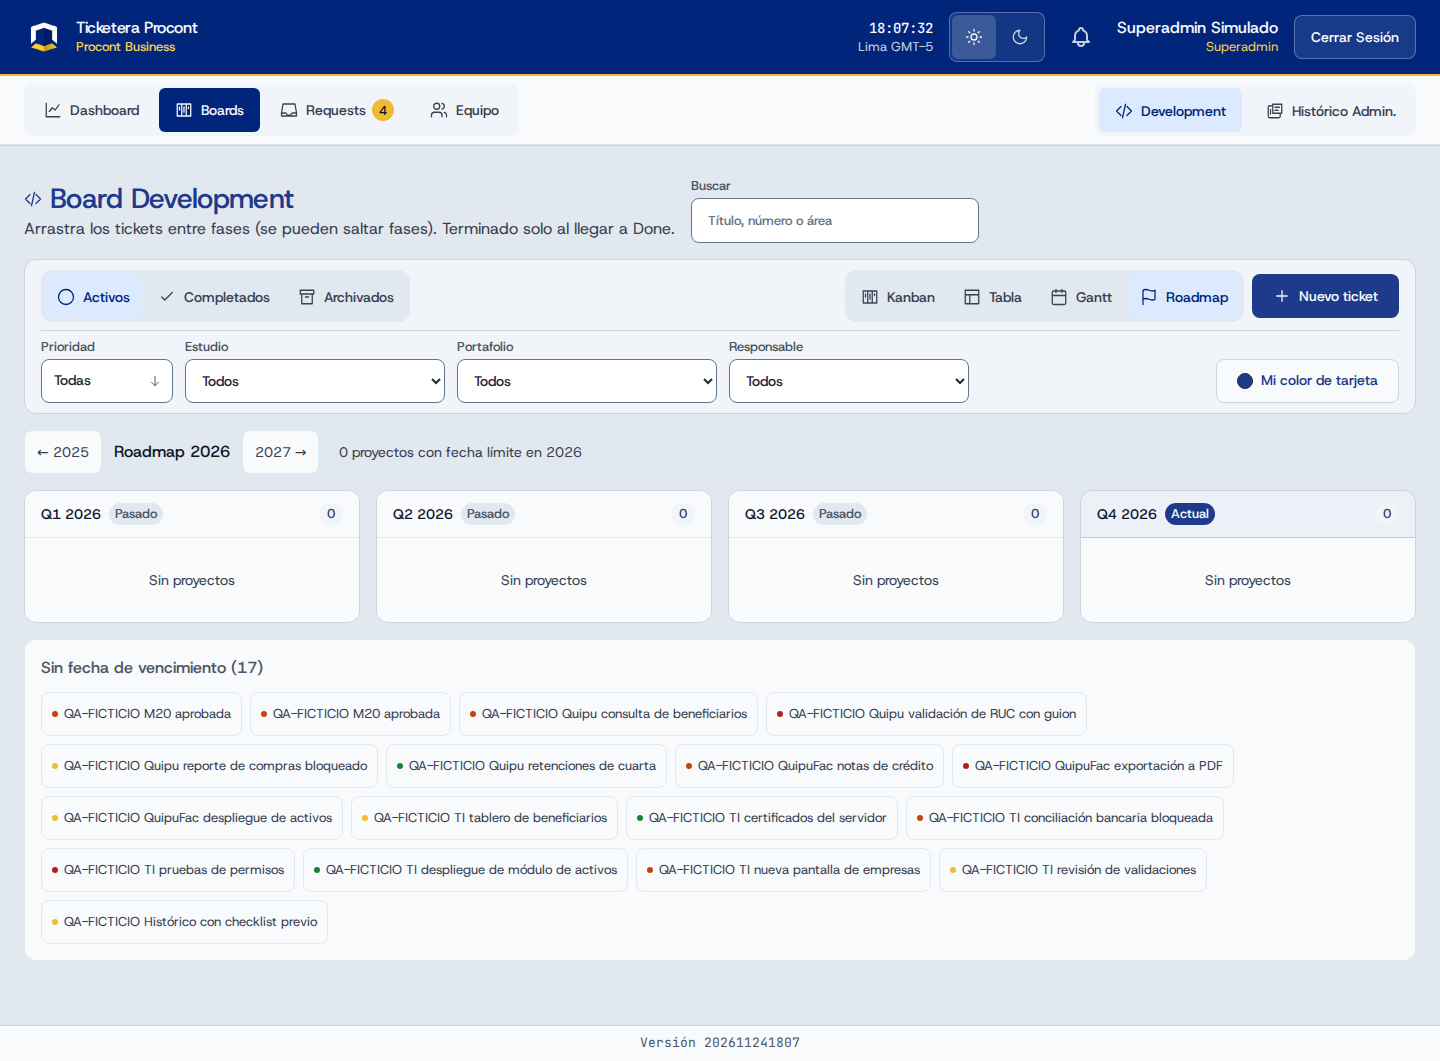 Ticketera Procont
Procont Business
18:07:32
Lima GMT-5
Superadmin Simulado
Superadmin
Cerrar Sesión
Dashboard
Boards
Requests 4
Equipo
Development
Histórico Admin.
Board Development
Arrastra los tickets entre fases (se pueden saltar fases). Terminado solo al llegar a Done.
Buscar
Título, número o área
Activos
Completados
Archivados
Kanban
Tabla
Gantt
Roadmap
Nuevo ticket
Prioridad
Todas
Estudio
Todos
Portafolio
Todos
Responsable
Todos
Mi color de tarjeta
← 2025
Roadmap 2026
2027 →
0 proyectos con fecha límite en 2026
Q1 2026 Pasado 0
Sin proyectos
Q2 2026 Pasado 0
Sin proyectos
Q3 2026 Pasado 0
Sin proyectos
Q4 2026 Actual 0
Sin proyectos
Sin fecha de vencimiento (17)
QA-FICTICIO M20 aprobada
QA-FICTICIO M20 aprobada
QA-FICTICIO Quipu consulta de beneficiarios
QA-FICTICIO Quipu validación de RUC con guion
QA-FICTICIO Quipu reporte de compras bloqueado
QA-FICTICIO Quipu retenciones de cuarta
QA-FICTICIO QuipuFac notas de crédito
QA-FICTICIO QuipuFac exportación a PDF
QA-FICTICIO QuipuFac despliegue de activos
QA-FICTICIO TI tablero de beneficiarios
QA-FICTICIO TI certificados del servidor
QA-FICTICIO TI conciliación bancaria bloqueada
QA-FICTICIO TI pruebas de permisos
QA-FICTICIO TI despliegue de módulo de activos
QA-FICTICIO TI nueva pantalla de empresas
QA-FICTICIO TI revisión de validaciones
QA-FICTICIO Histórico con checklist previo
Versión 202611241807